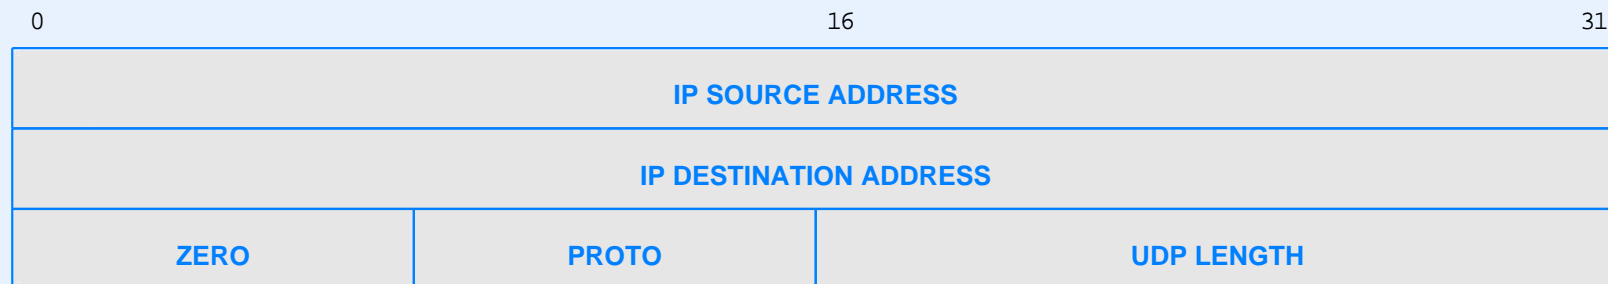 0 16 31
IP SOURCE ADDRESS
IP DESTINATION ADDRESS
ZERO PROTO UDP LENGTH